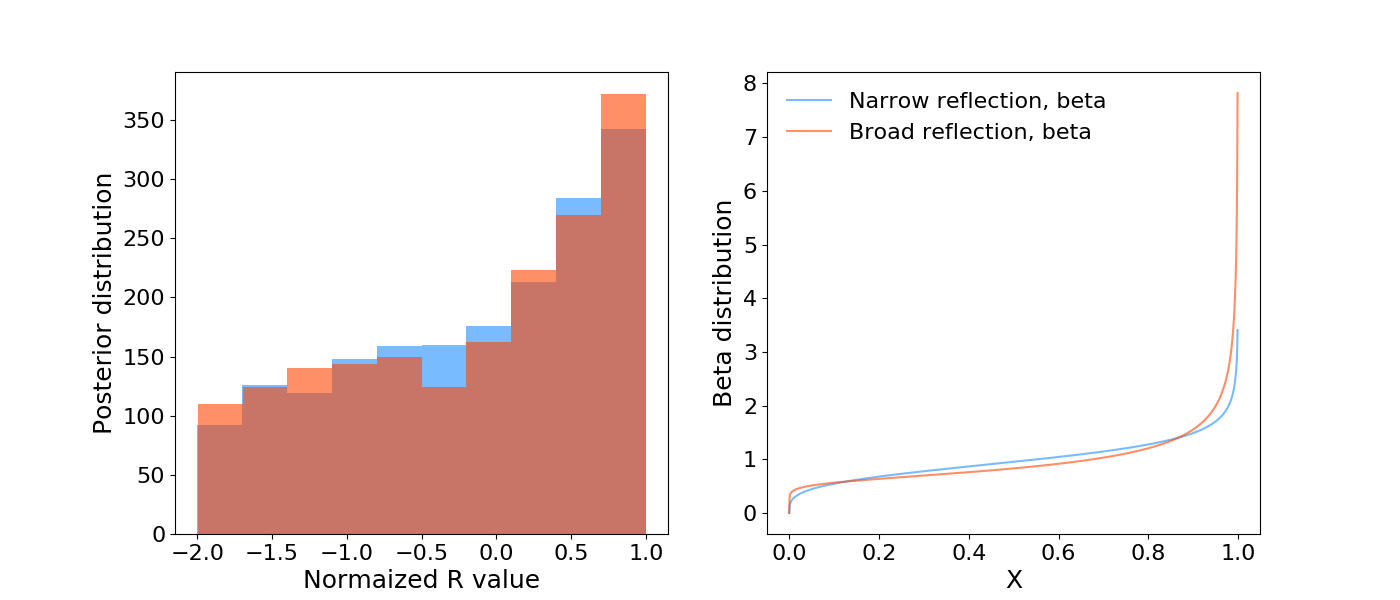 Posterior distribution
350
300
250
200
150
100
50
0
−2.0 −1.5 −1.0 −0.5 0.0 0.5 1.0
Normaized R value
Narrow reflection, beta
Broad reflection, beta
Beta distribution
8
7
6
5
4
3
2
1
0
0.0 0.2 0.4 0.6 0.8 1.0
X